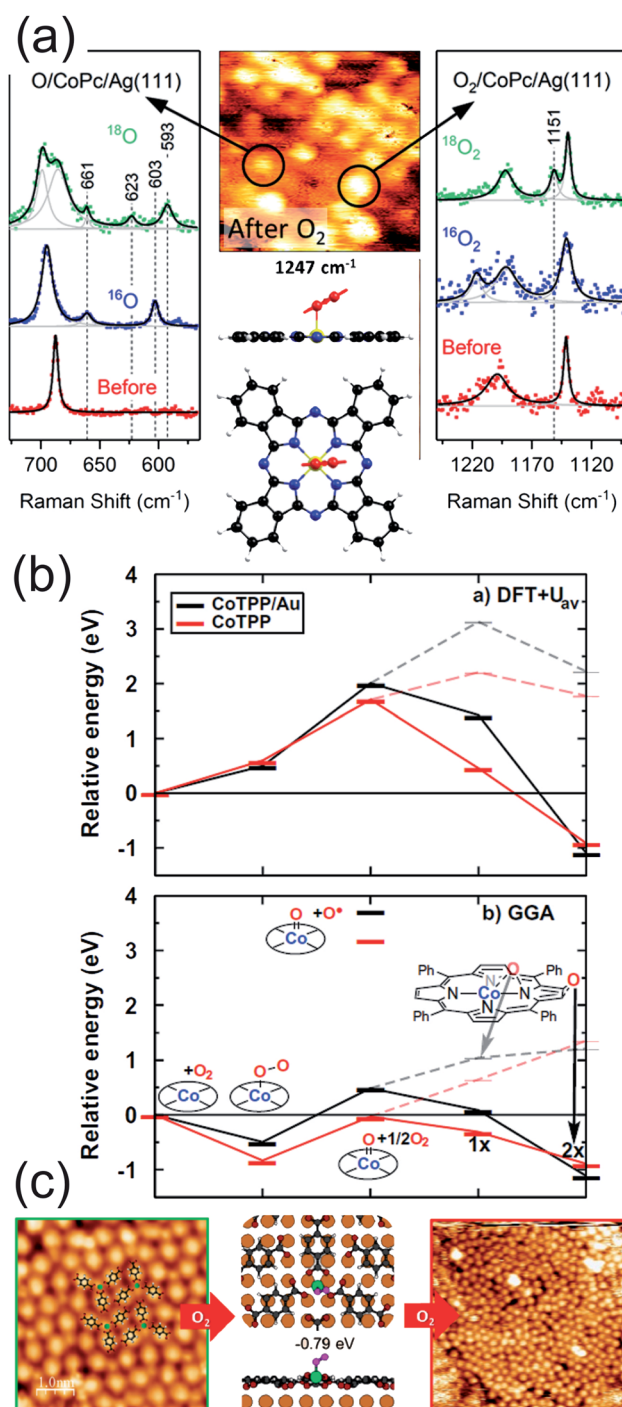 (a)
O/CoPc/Ag(111)
¹⁸O
661
623
603
593
¹⁶O
Before
700 650 600
Raman Shift (cm⁻¹)
After O₂
1247 cm⁻¹
O₂/CoPc/Ag(111)
¹⁸O₂
1151
¹⁶O₂
Before
1220 1170 1120
Raman Shift (cm⁻¹)
(b)
Relative energy (eV)
4
3
2
1
0
-1
CoTPP/Au
CoTPP
a) DFT+Uav
Relative energy (eV)
4
3
2
1
0
-1
b) GGA
O +O•
Co
Ph O Ph
N N
N Co N O
Ph N Ph
+O₂
Co
O-O
Co
O +1/2O₂
Co
1x
2x
(c)
1.0nm
O₂
-0.79 eV
O₂